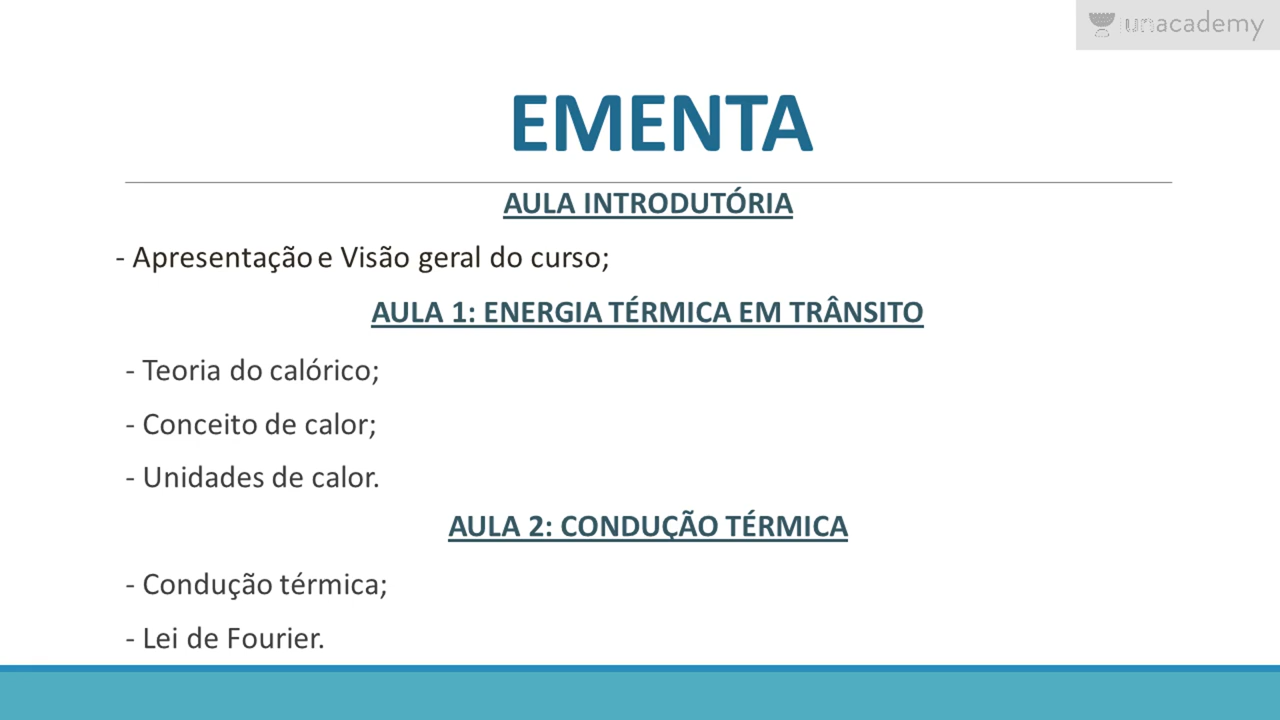 unacademy
EMENTA
AULA INTRODUTÓRIA
- Apresentação e Visão geral do curso;
AULA 1: ENERGIA TÉRMICA EM TRÂNSITO
- Teoria do calórico;
- Conceito de calor;
- Unidades de calor.
AULA 2: CONDUÇÃO TÉRMICA
- Condução térmica;
- Lei de Fourier.